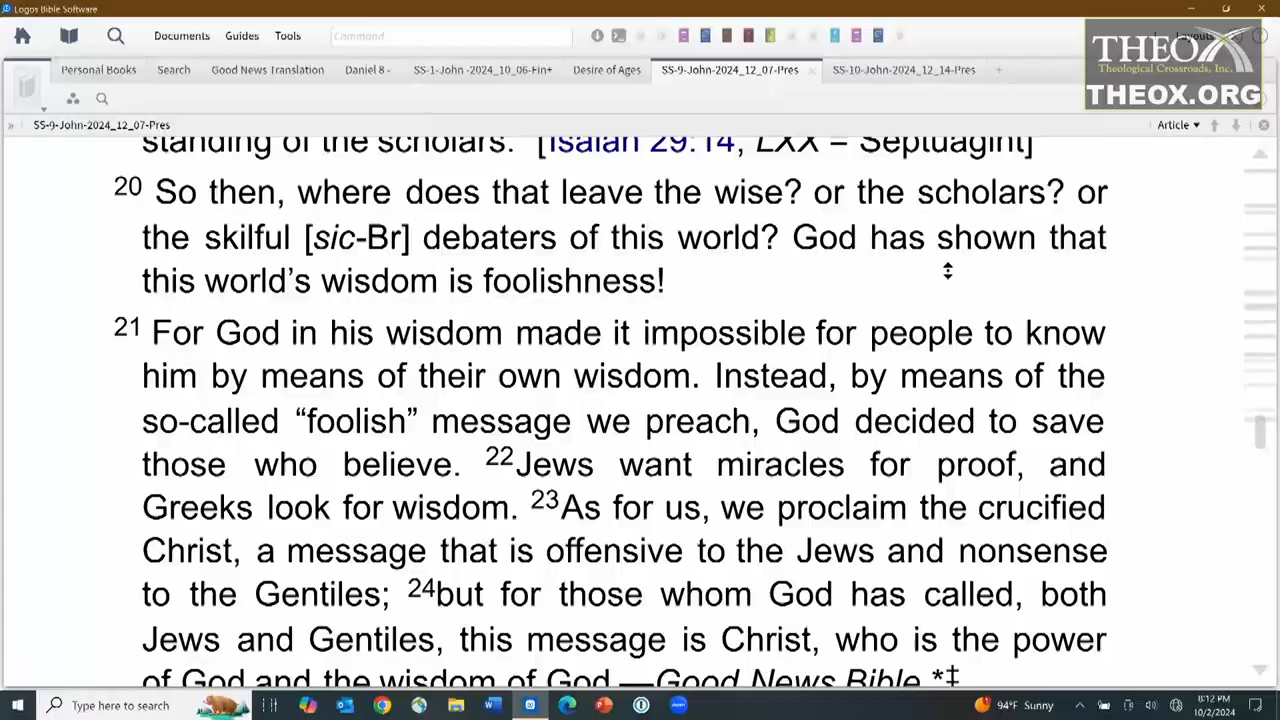 Logos Bible Software
Documents Guides Tools Command
THEOX
Theological Crossroads, Inc.
THEOX.ORG
Personal Books Search Good News Translation Daniel 8 - Desire of Ages SS-9-John-2024_12_07-Pres SS-10-John-2024_12_14-Pres +
» SS-9-John-2024_12_07-Pres Article
standing of the scholars. [Isaiah 29:14, LXX = Septuagint]
20 So then, where does that leave the wise? or the scholars? or
the skilful [sic-Br] debaters of this world? God has shown that
this world's wisdom is foolishness!
21 For God in his wisdom made it impossible for people to know
him by means of their own wisdom. Instead, by means of the
so-called “foolish” message we preach, God decided to save
those who believe. 22Jews want miracles for proof, and
Greeks look for wisdom. 23As for us, we proclaim the crucified
Christ, a message that is offensive to the Jews and nonsense
to the Gentiles; 24but for those whom God has called, both
Jews and Gentiles, this message is Christ, who is the power
of God and the wisdom of God.—Good News Bible.*‡
Type here to search
94°F Sunny
8:12 PM
10/2/2024